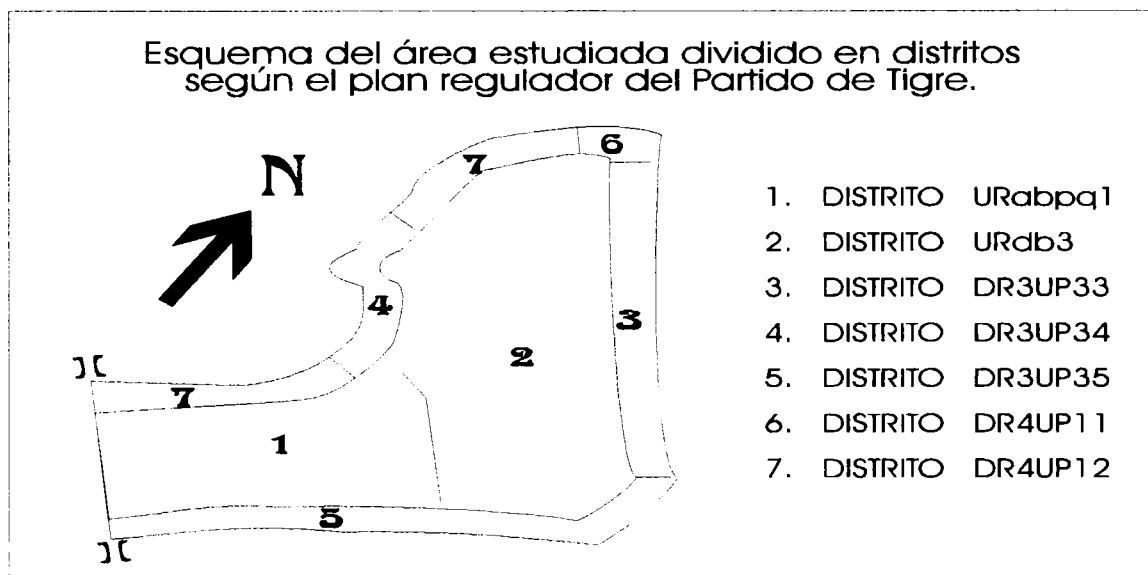 Esquema del área estudiada dividido en distritos
según el plan regulador del Partido de Tigre.
N
7
6
4
3
2
7
1
5
1. DISTRITO URabpq1
2. DISTRITO URdb3
3. DISTRITO DR3UP33
4. DISTRITO DR3UP34
5. DISTRITO DR3UP35
6. DISTRITO DR4UP11
7. DISTRITO DR4UP12